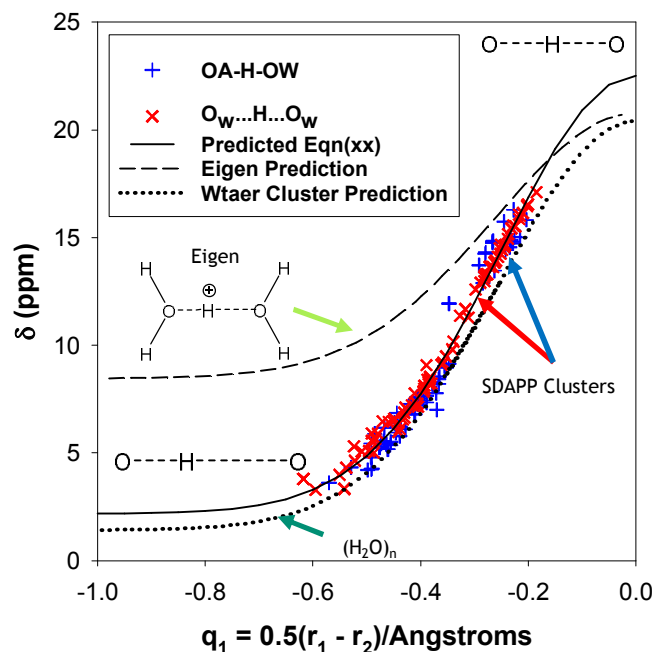 25
20
15
10
5
0
δ (ppm)
O H O
OA-H-OW
O_W...H...O_W
Predicted Eqn(xx)
Eigen Prediction
Wtaer Cluster Prediction
Eigen
H H
⊕
O H O
H H
SDAPP Clusters
O H O
(H₂O)ₙ
-1.0 -0.8 -0.6 -0.4 -0.2 0.0
q₁ = 0.5(r₁ - r₂)/Angstroms